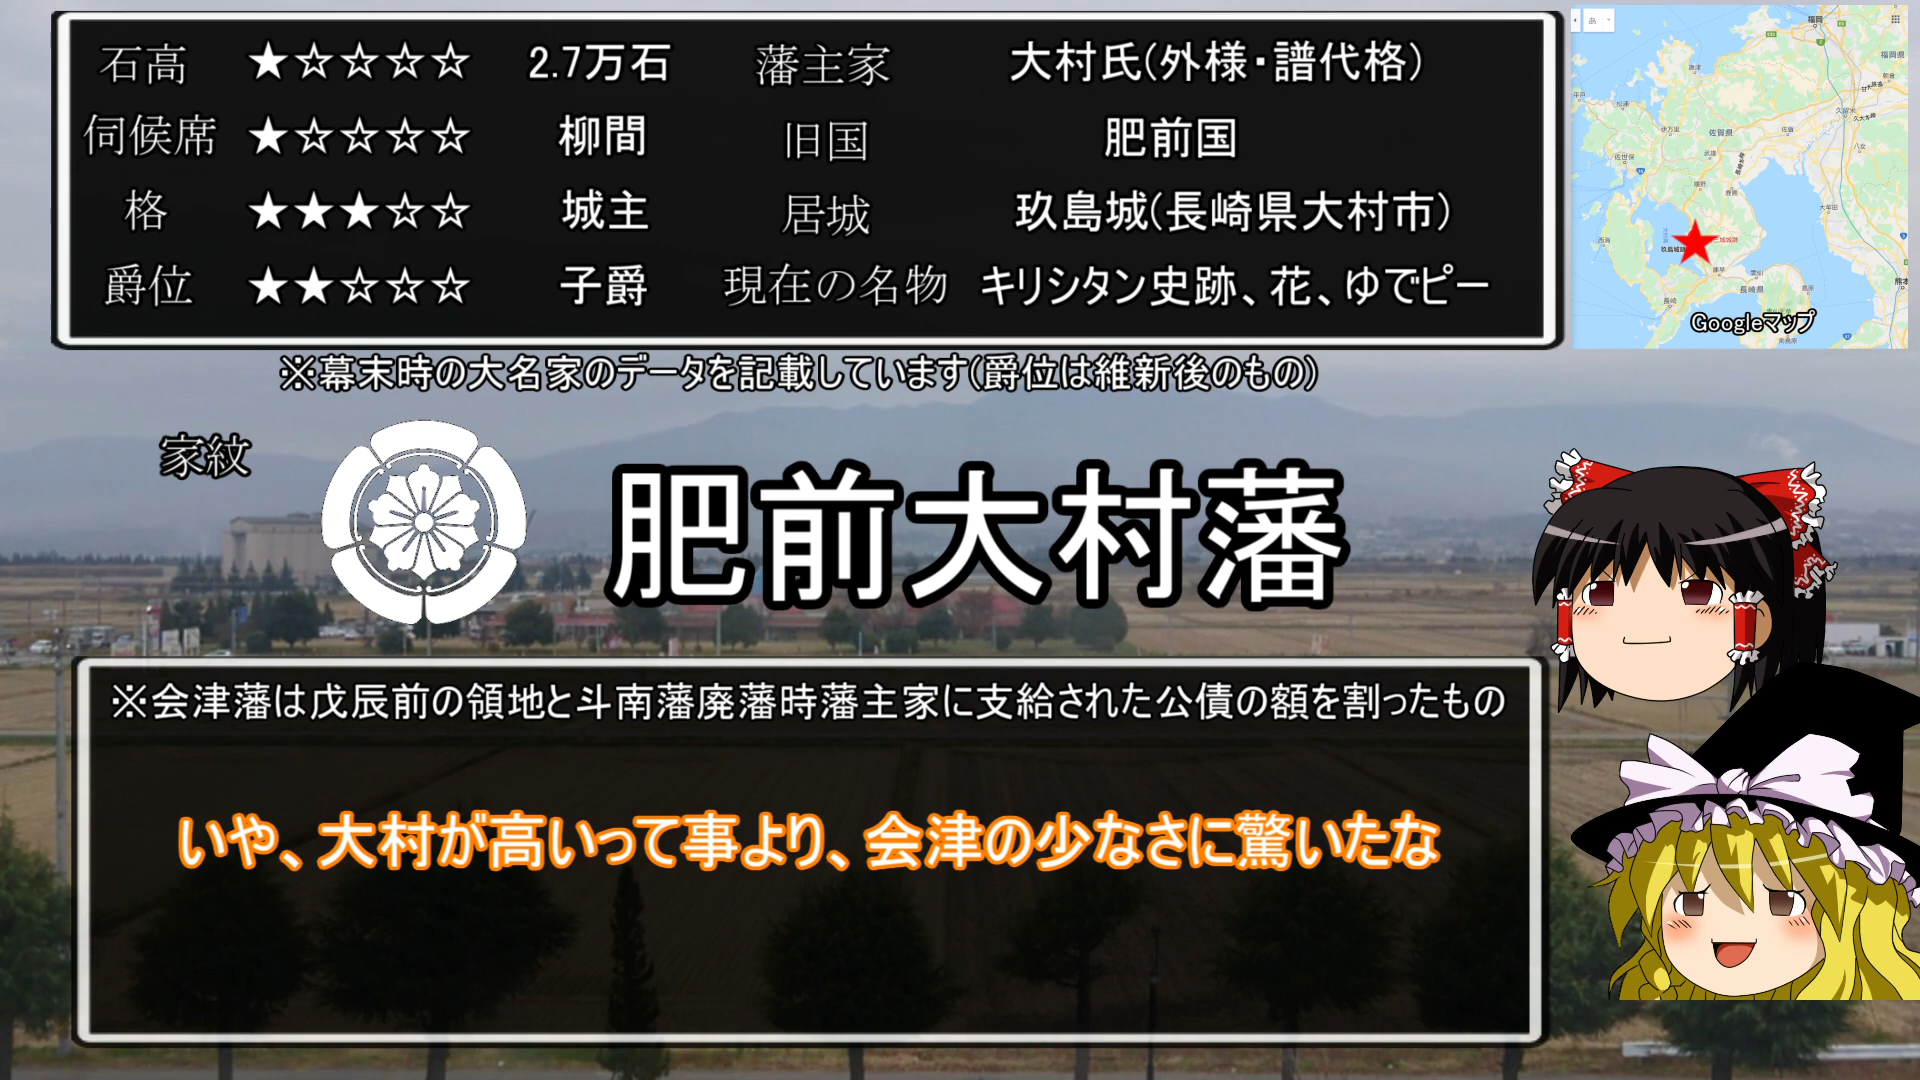 石高 ★☆☆☆☆ 2.7万石 藩主家 大村氏(外様・譜代格)
伺候席 ★☆☆☆☆ 柳間 旧国 肥前国
格 ★★★☆☆ 城主 居城 玖島城(長崎県大村市)
爵位 ★★☆☆☆ 子爵 現在の名物 キリシタン史跡、花、ゆでピー
Googleマップ
※幕末時の大名家のデータを記載しています(爵位は維新後のもの)
家紋
肥前大村藩
※会津藩は戊辰前の領地と斗南藩廃藩時藩主家に支給された公債の額を割ったもの
いや、大村が高いって事より、会津の少なさに驚いたな